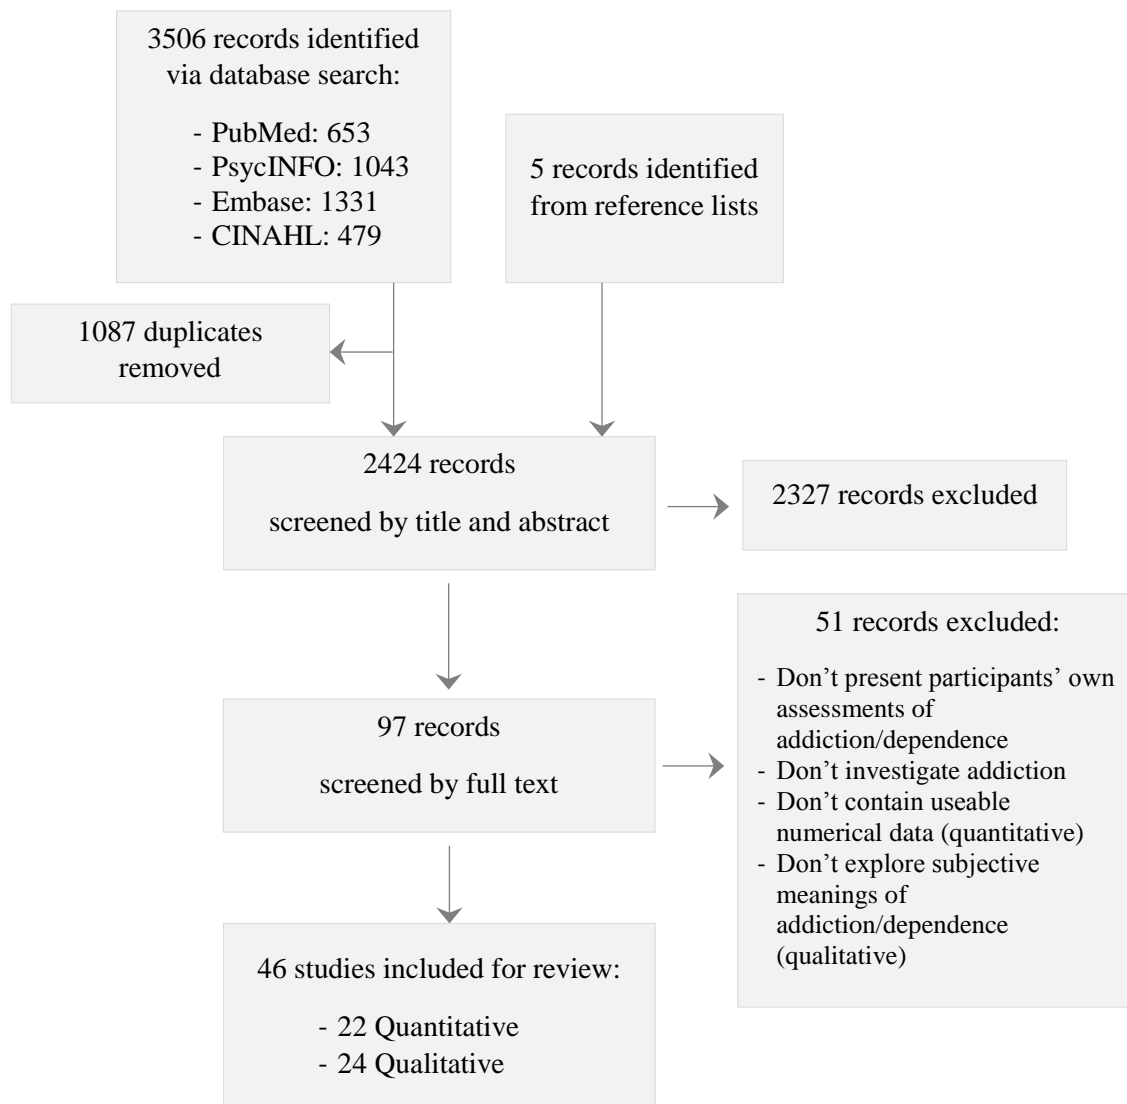 3506 records identified
via database search:
- PubMed: 653
- PsycINFO: 1043
- Embase: 1331
- CINAHL: 479
5 records identified
from reference lists
1087 duplicates
removed
2424 records
screened by title and abstract
2327 records excluded
97 records
screened by full text
51 records excluded:
- Don’t present participants’ own
assessments of
addiction/dependence
- Don’t investigate addiction
- Don’t contain useable
numerical data (quantitative)
- Don’t explore subjective
meanings of
addiction/dependence
(qualitative)
46 studies included for review:
- 22 Quantitative
- 24 Qualitative